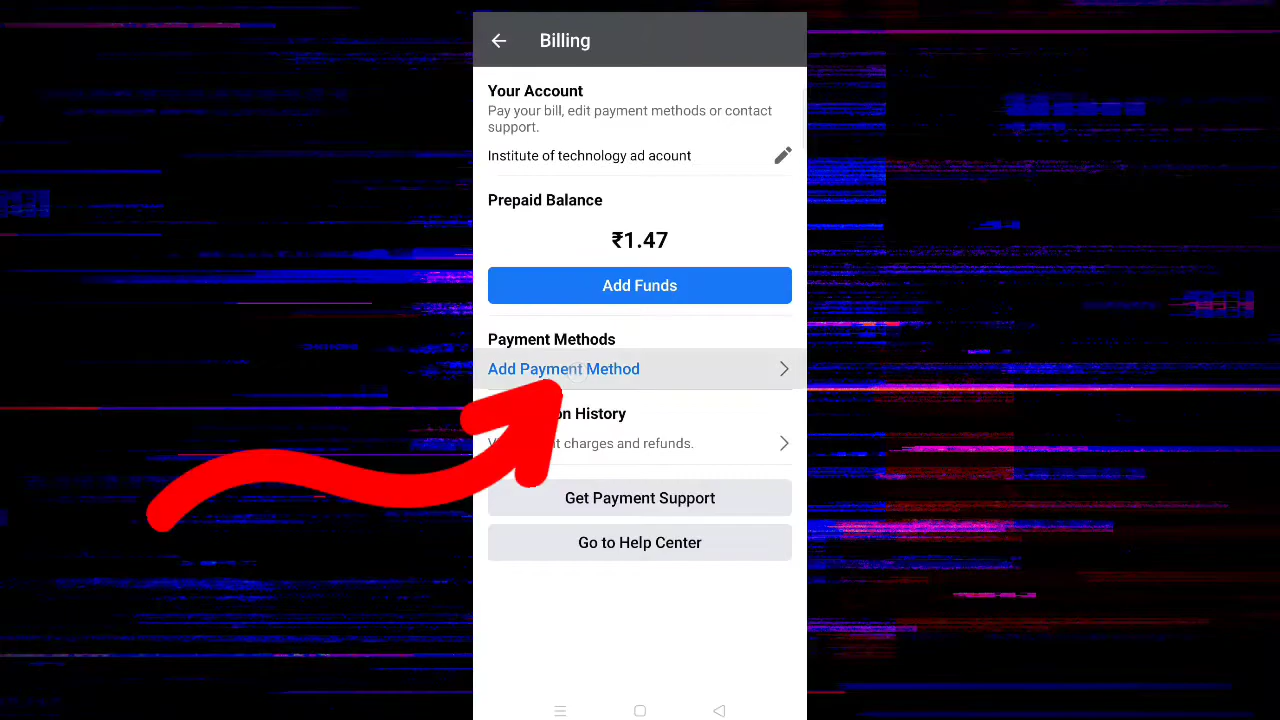 Billing
Your Account
Pay your bill, edit payment methods or contact
support.
Institute of technology ad acount
Prepaid Balance
₹1.47
Add Funds
Payment Methods
Add Payment Method
History
charges and refunds.
Get Payment Support
Go to Help Center